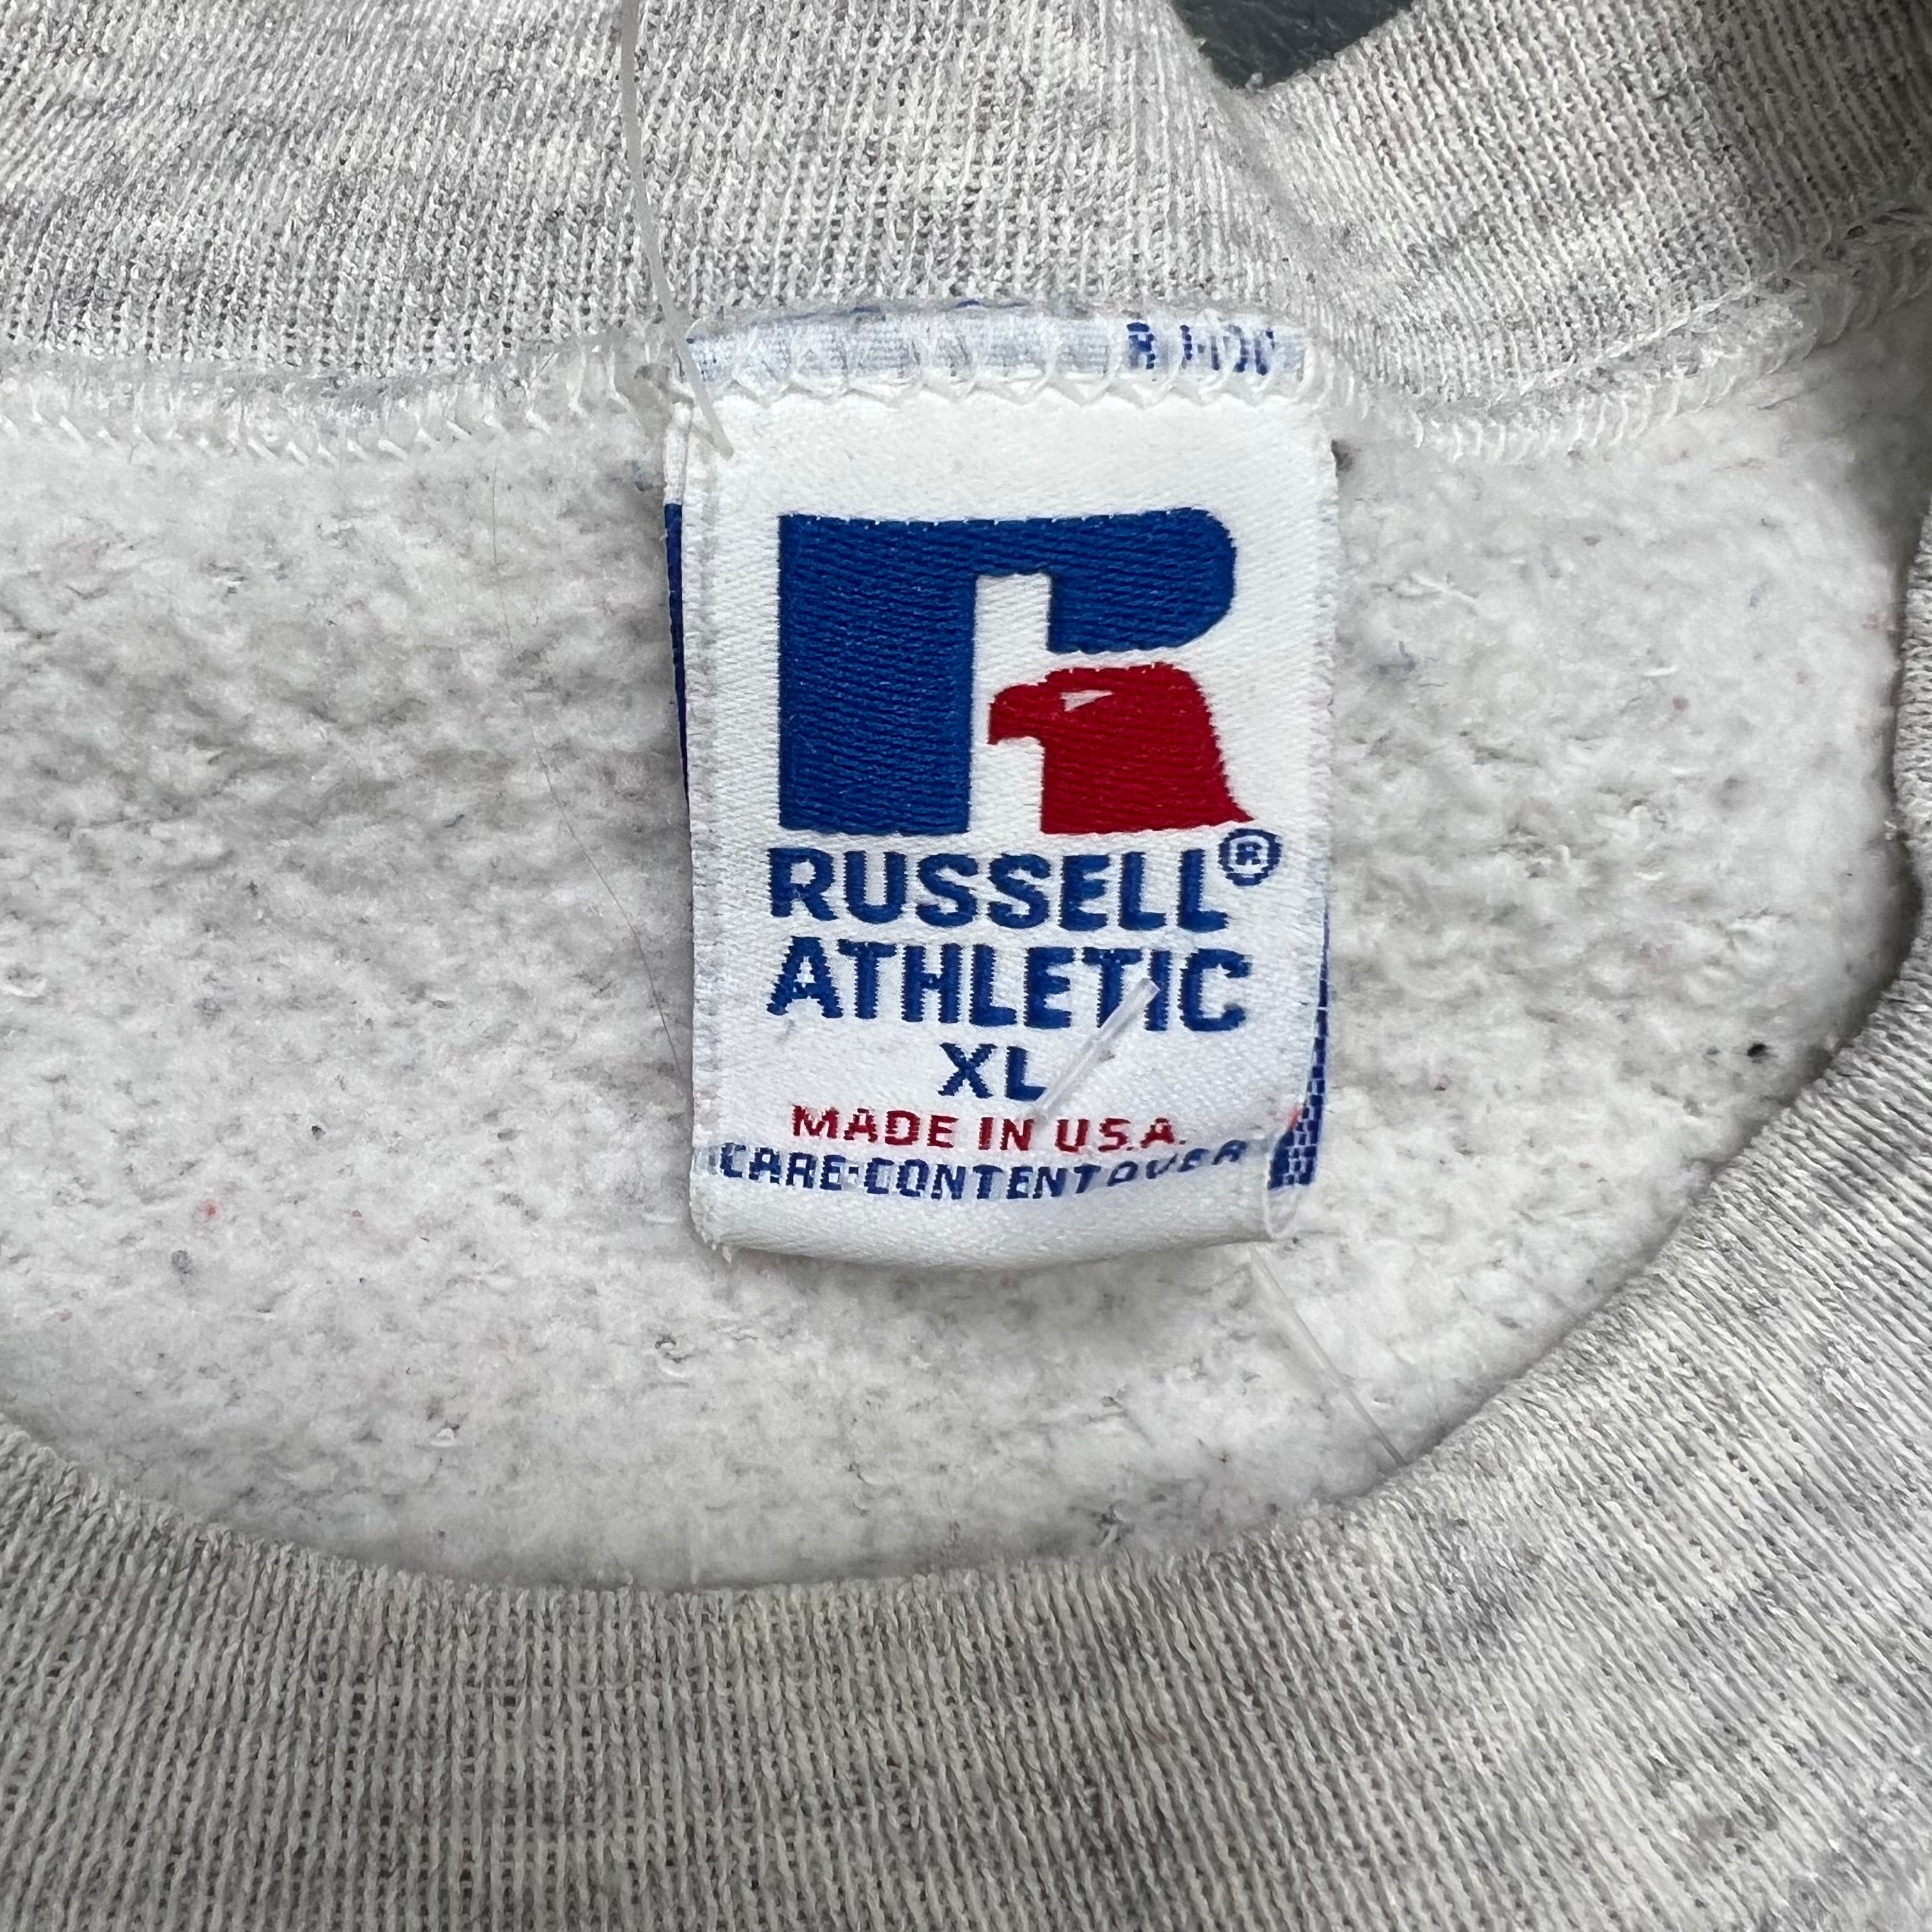 R
RUSSELL®
ATHLETIC
XL
MADE IN U.S.A.
CARE·CONTENT OVER